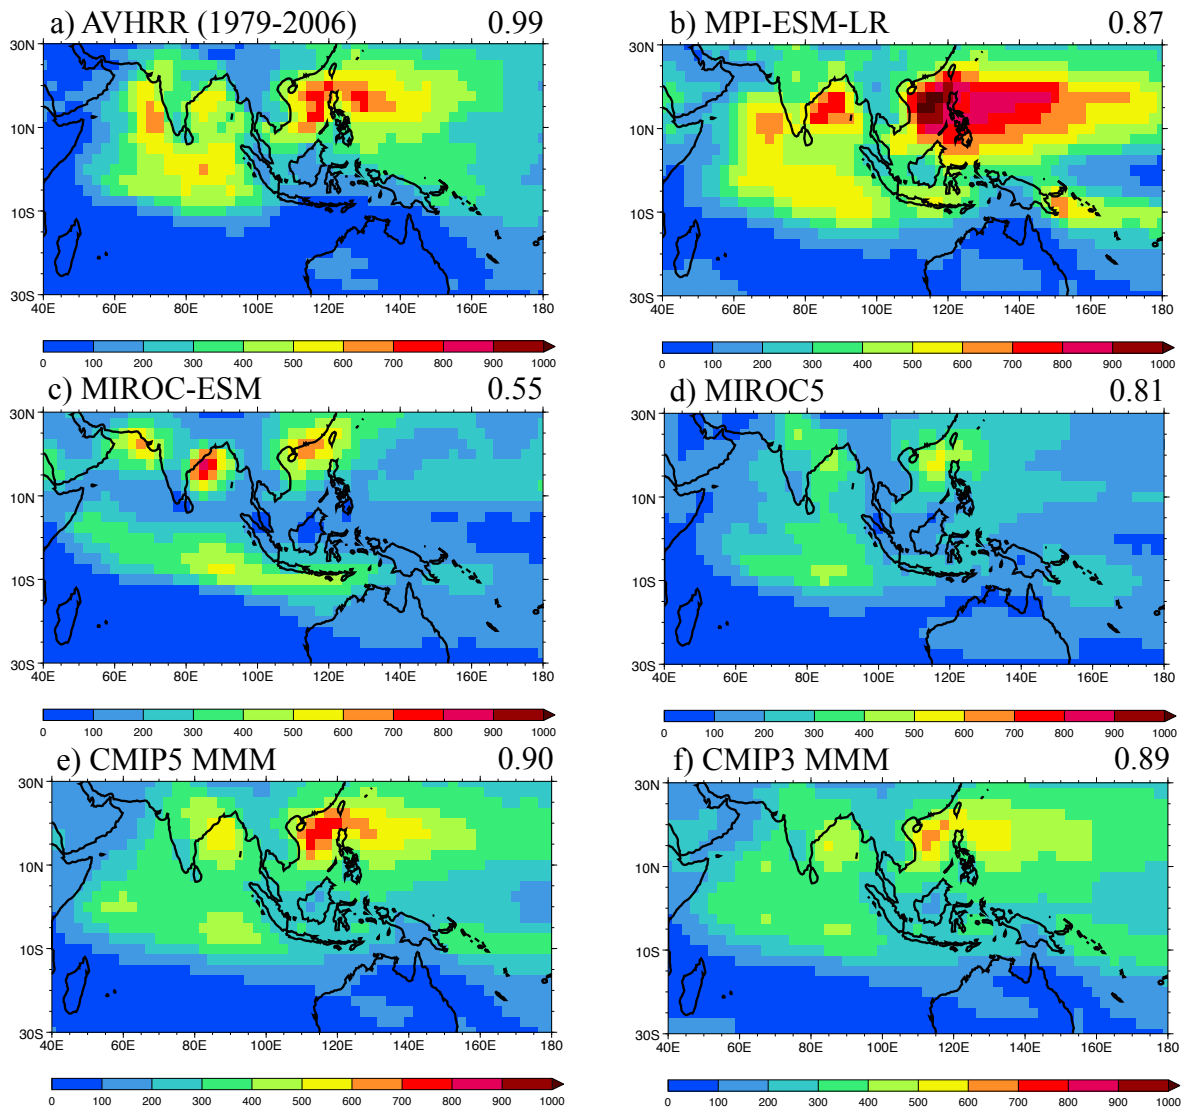 a) AVHRR (1979-2006) 0.99
30N
10N
10S
30S
40E 60E 80E 100E 120E 140E 160E 180
0 100 200 300 400 500 600 700 800 900 1000
b) MPI-ESM-LR 0.87
30N
10N
10S
30S
40E 60E 80E 100E 120E 140E 160E 180
0 100 200 300 400 500 600 700 800 900 1000
c) MIROC-ESM 0.55
30N
10N
10S
30S
40E 60E 80E 100E 120E 140E 160E 180
0 100 200 300 400 500 600 700 800 900 1000
d) MIROC5 0.81
30N
10N
10S
30S
40E 60E 80E 100E 120E 140E 160E 180
0 100 200 300 400 500 600 700 800 900 1000
e) CMIP5 MMM 0.90
30N
10N
10S
30S
40E 60E 80E 100E 120E 140E 160E 180
0 100 200 300 400 500 600 700 800 900 1000
f) CMIP3 MMM 0.89
30N
10N
10S
30S
40E 60E 80E 100E 120E 140E 160E 180
0 100 200 300 400 500 600 700 800 900 1000